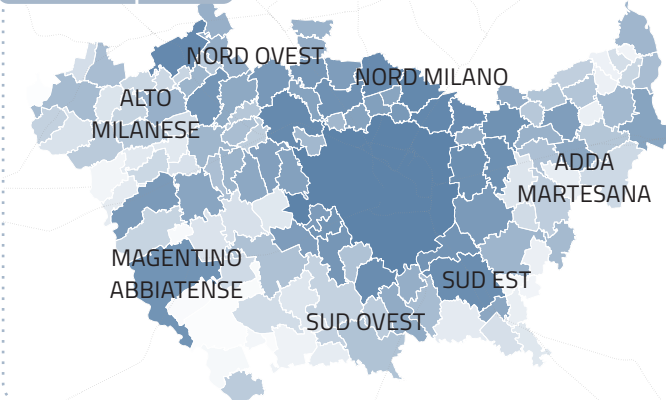 NORD OVEST
NORD MILANO
ALTO
MILANESE
ADDA
MARTESANA
MAGENTINO
ABBIATENSE
SUD EST
SUD OVEST